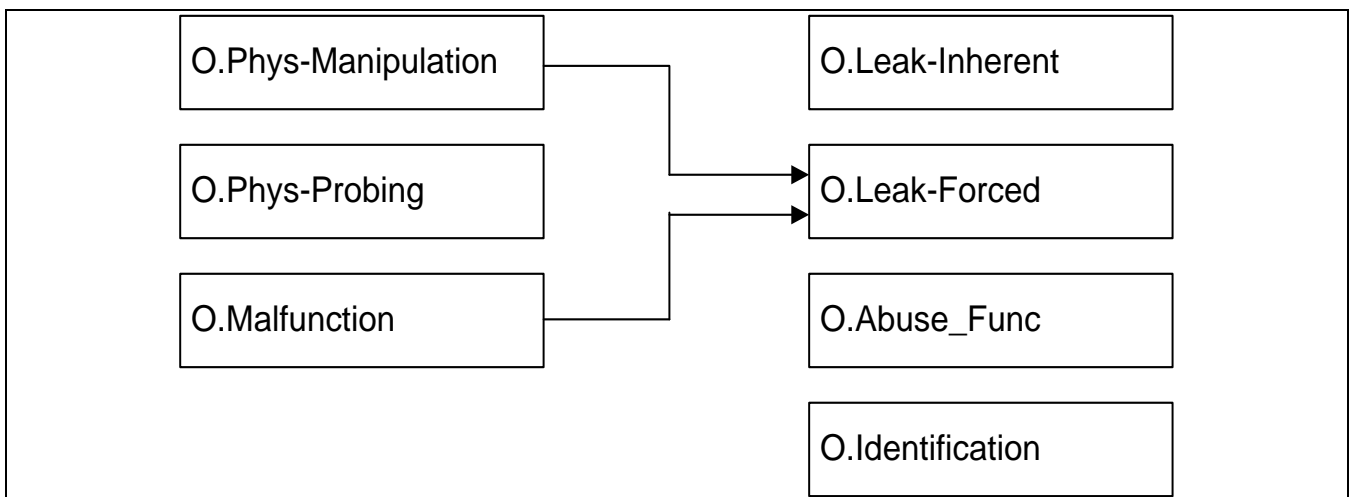 O.Phys-Manipulation
O.Leak-Inherent
O.Phys-Probing
O.Leak-Forced
O.Malfunction
O.Abuse_Func
O.Identification